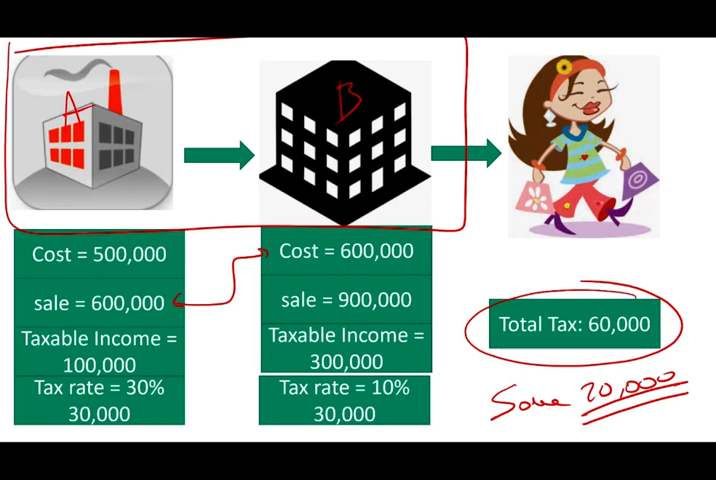 A
B
Cost = 500,000
sale = 600,000
Taxable Income =
100,000
Tax rate = 30%
30,000
Cost = 600,000
sale = 900,000
Taxable Income =
300,000
Tax rate = 10%
30,000
Total Tax: 60,000
Save 20,000